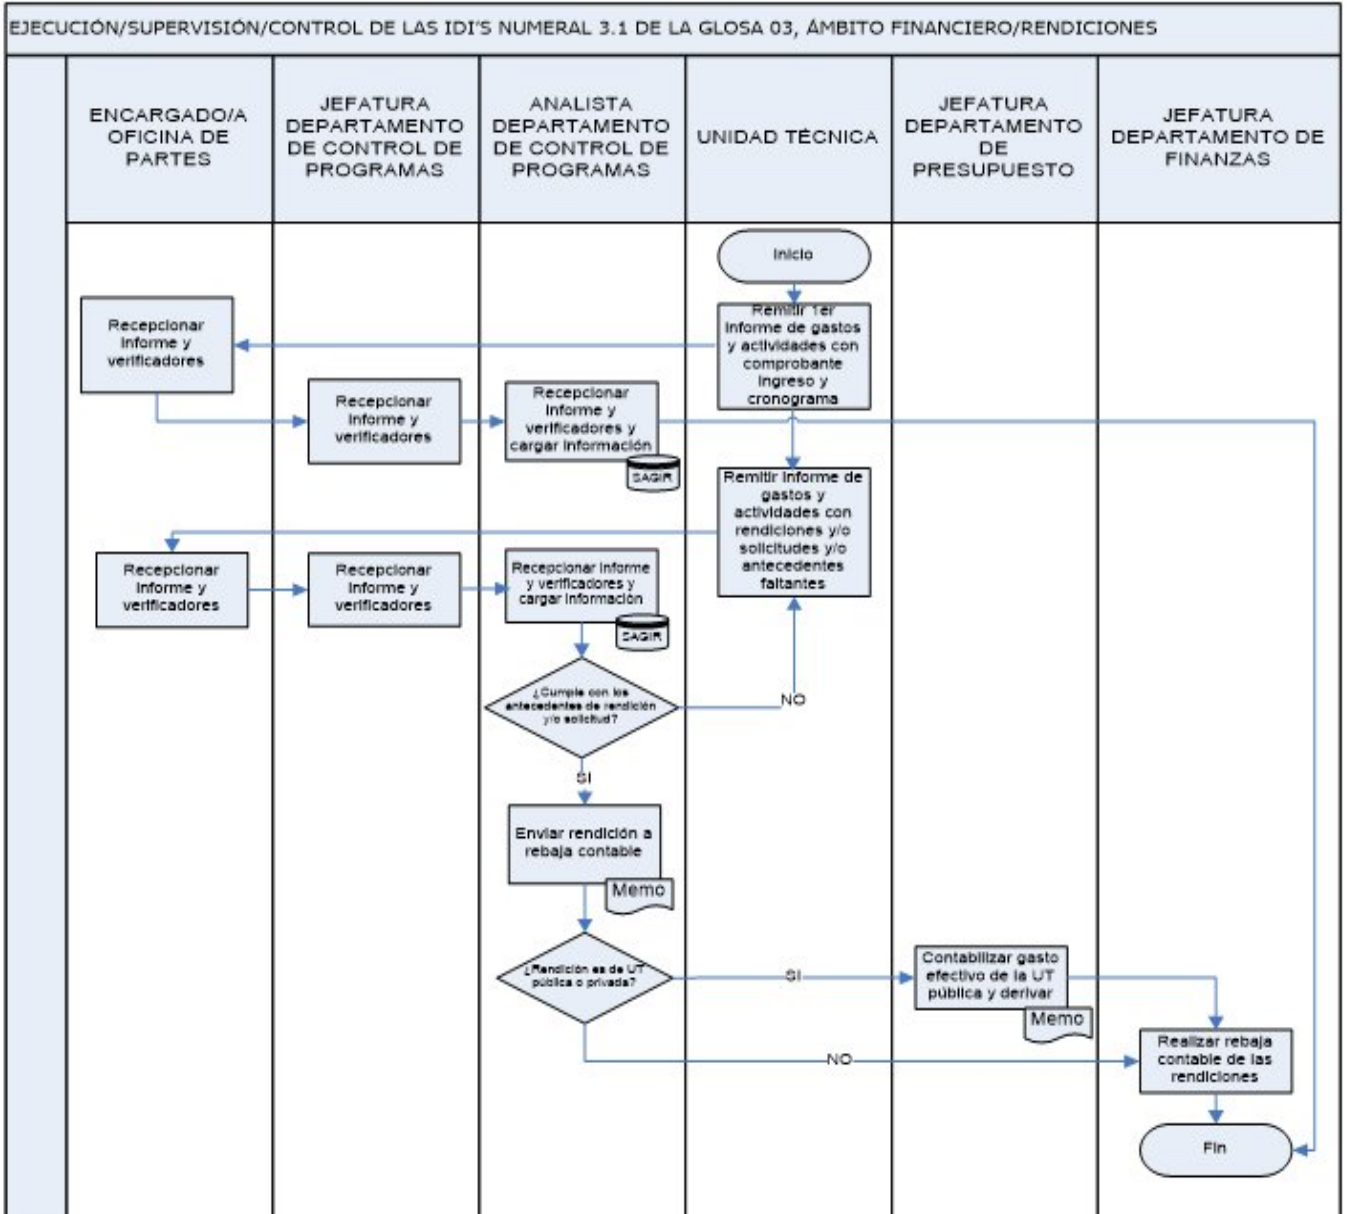 EJECUCIÓN/SUPERVISIÓN/CONTROL DE LAS IDI'S NUMERAL 3.1 DE LA GLOSA 03, ÁMBITO FINANCIERO/RENDICIONES
ENCARGADO/A
OFICINA DE
PARTES
JEFATURA
DEPARTAMENTO
DE CONTROL DE
PROGRAMAS
ANALISTA
DEPARTAMENTO
DE CONTROL DE
PROGRAMAS
UNIDAD TÉCNICA
JEFATURA
DEPARTAMENTO
DE
PRESUPUESTO
JEFATURA
DEPARTAMENTO DE
FINANZAS
Inicio
Remitir 1er
informe de gastos
y actividades con
comprobante
ingreso y
cronograma
Recepcionar
informe y
verificadores
Recepcionar
informe y
verificadores
Recepcionar
informe y
verificadores y
cargar información
SAGIR
Remitir informe de
gastos y
actividades con
rendiciones y/o
solicitudes y/o
antecedentes
faltantes
Recepcionar
informe y
verificadores
Recepcionar
informe y
verificadores
Recepcionar informe
y verificadores y
cargar información
SAGIR
¿Cumple con los
antecedentes de rendición
y/o solicitud?
NO
SI
Enviar rendición a
rebaja contable
Memo
¿Rendición es de UT
pública o privada?
SI
Contabilizar gasto
efectivo de la UT
pública y derivar
Memo
NO
Realizar rebaja
contable de las
rendiciones
Fin